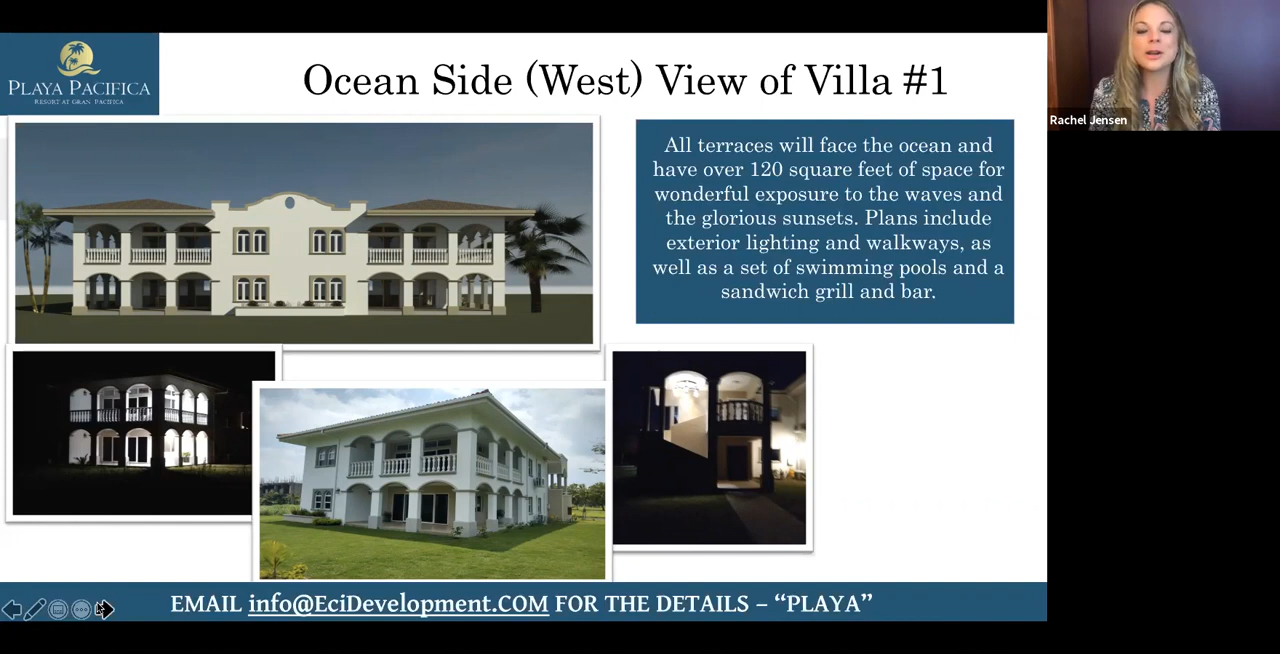 PLAYA PACIFICA
RESORT AT GRAN PACIFICA
Ocean Side (West) View of Villa #1
Rachel Jensen
All terraces will face the ocean and
have over 120 square feet of space for
wonderful exposure to the waves and
the glorious sunsets. Plans include
exterior lighting and walkways, as
well as a set of swimming pools and a
sandwich grill and bar.
EMAIL info@EciDevelopment.COM FOR THE DETAILS – “PLAYA”